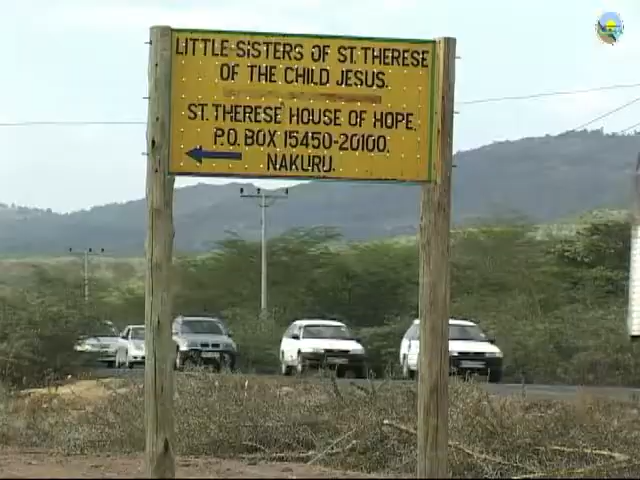 LITTLE SISTERS OF ST. THERESE
OF THE CHILD JESUS.
ST. THERESE HOUSE OF HOPE.
P.O. BOX 15450-20100.
NAKURU.